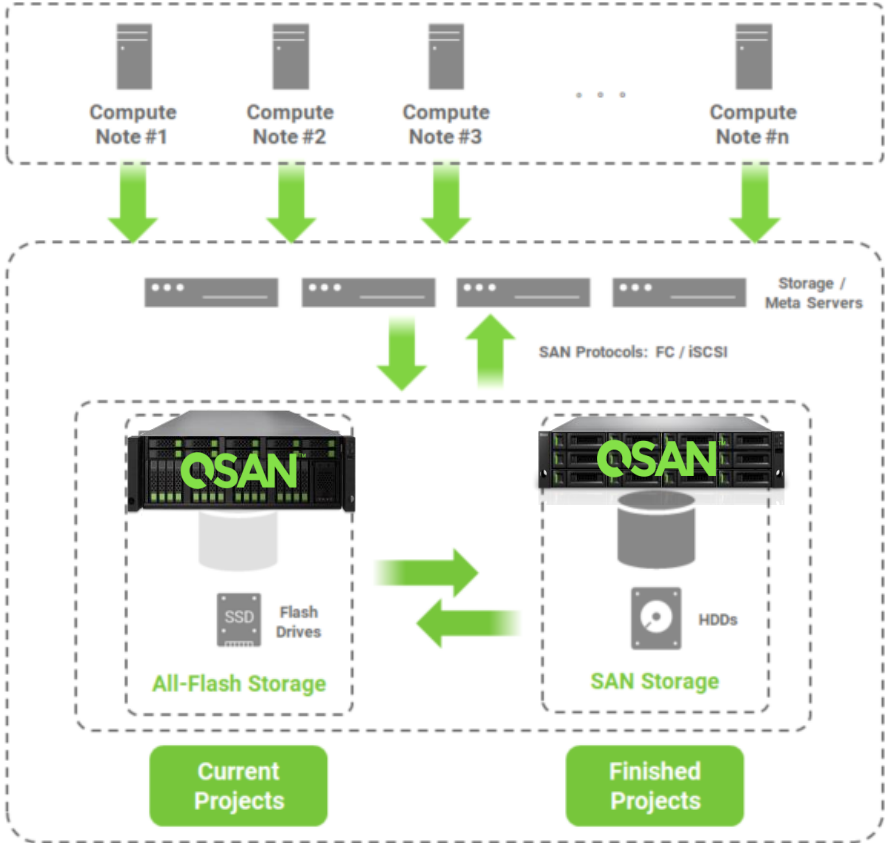 Compute
Note #1
Compute
Note #2
Compute
Note #3
. . .
Compute
Note #n
Storage /
Meta Servers
SAN Protocols: FC / iSCSI
QSAN™
QSAN
SSD
Flash
Drives
HDDs
All-Flash Storage
SAN Storage
Current
Projects
Finished
Projects